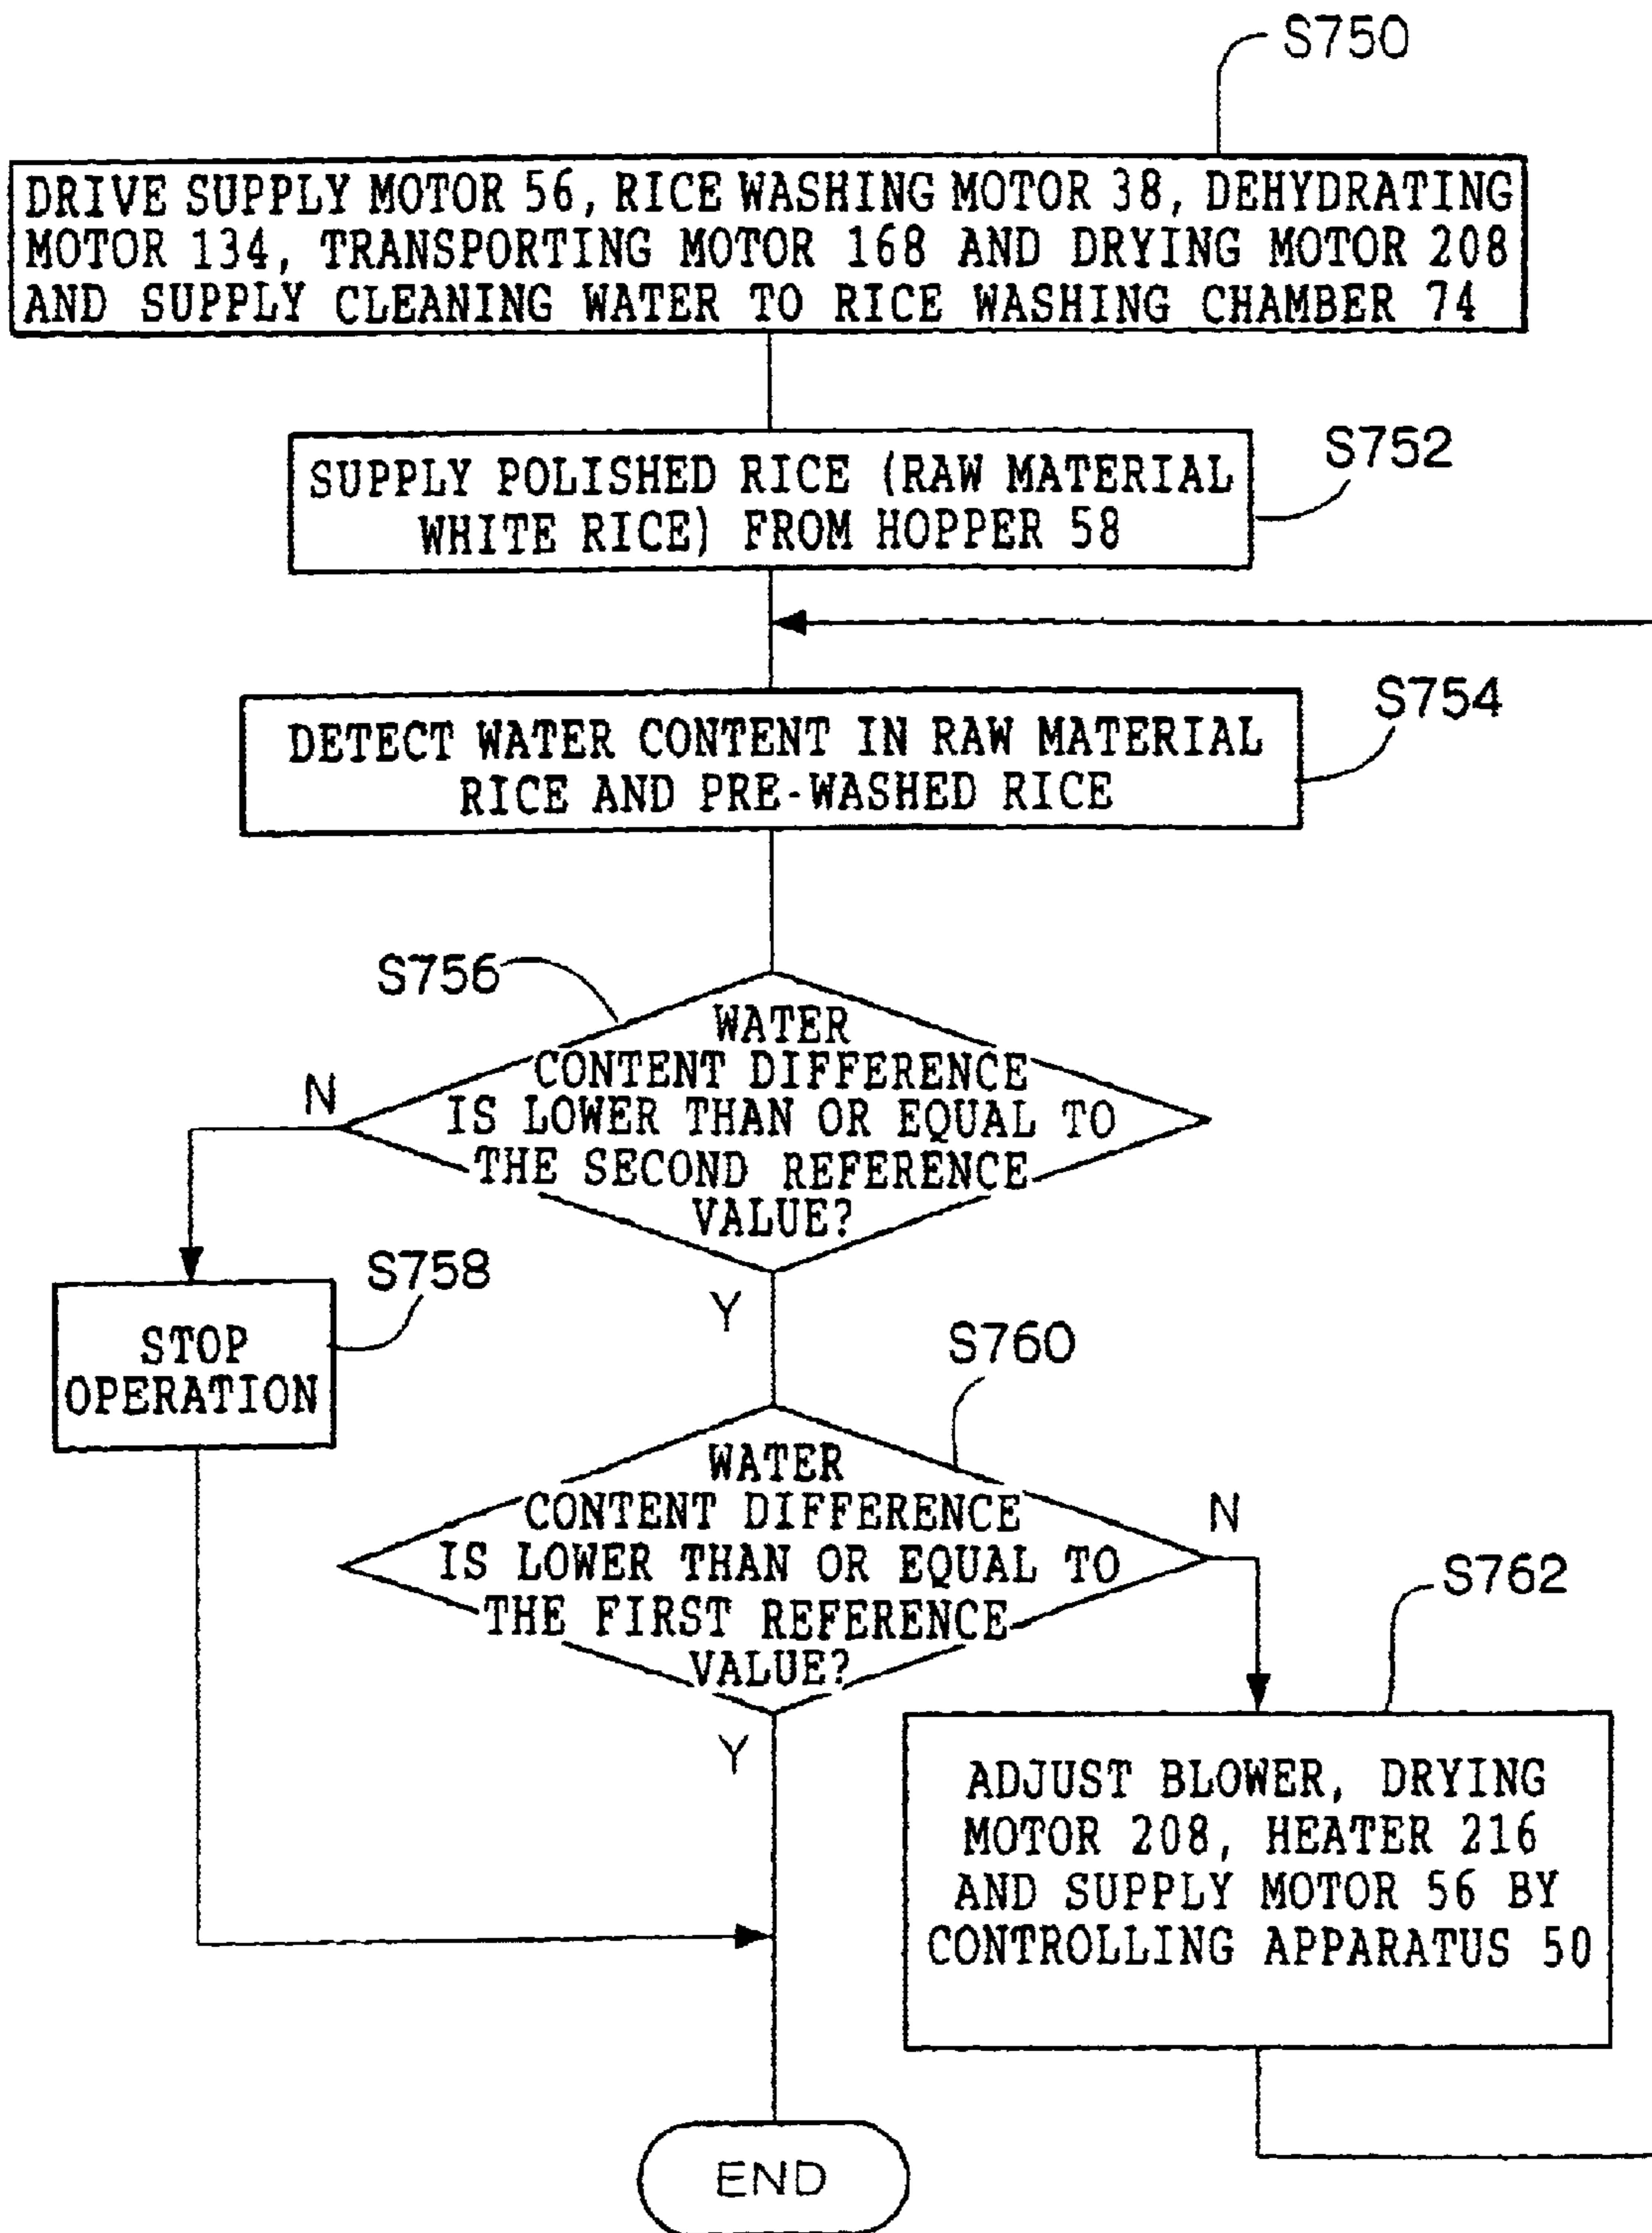 S750
DRIVE SUPPLY MOTOR 56, RICE WASHING MOTOR 38, DEHYDRATING
MOTOR 134, TRANSPORTING MOTOR 168 AND DRYING MOTOR 208
AND SUPPLY CLEANING WATER TO RICE WASHING CHAMBER 74
S752
SUPPLY POLISHED RICE (RAW MATERIAL
WHITE RICE) FROM HOPPER 58
S754
DETECT WATER CONTENT IN RAW MATERIAL
RICE AND PRE-WASHED RICE
S756
WATER
CONTENT DIFFERENCE
IS LOWER THAN OR EQUAL TO
THE SECOND REFERENCE
VALUE?
N
Y
S758
STOP
OPERATION
S760
WATER
CONTENT DIFFERENCE
IS LOWER THAN OR EQUAL TO
THE FIRST REFERENCE
VALUE?
N
Y
S762
ADJUST BLOWER, DRYING
MOTOR 208, HEATER 216
AND SUPPLY MOTOR 56 BY
CONTROLLING APPARATUS 50
END